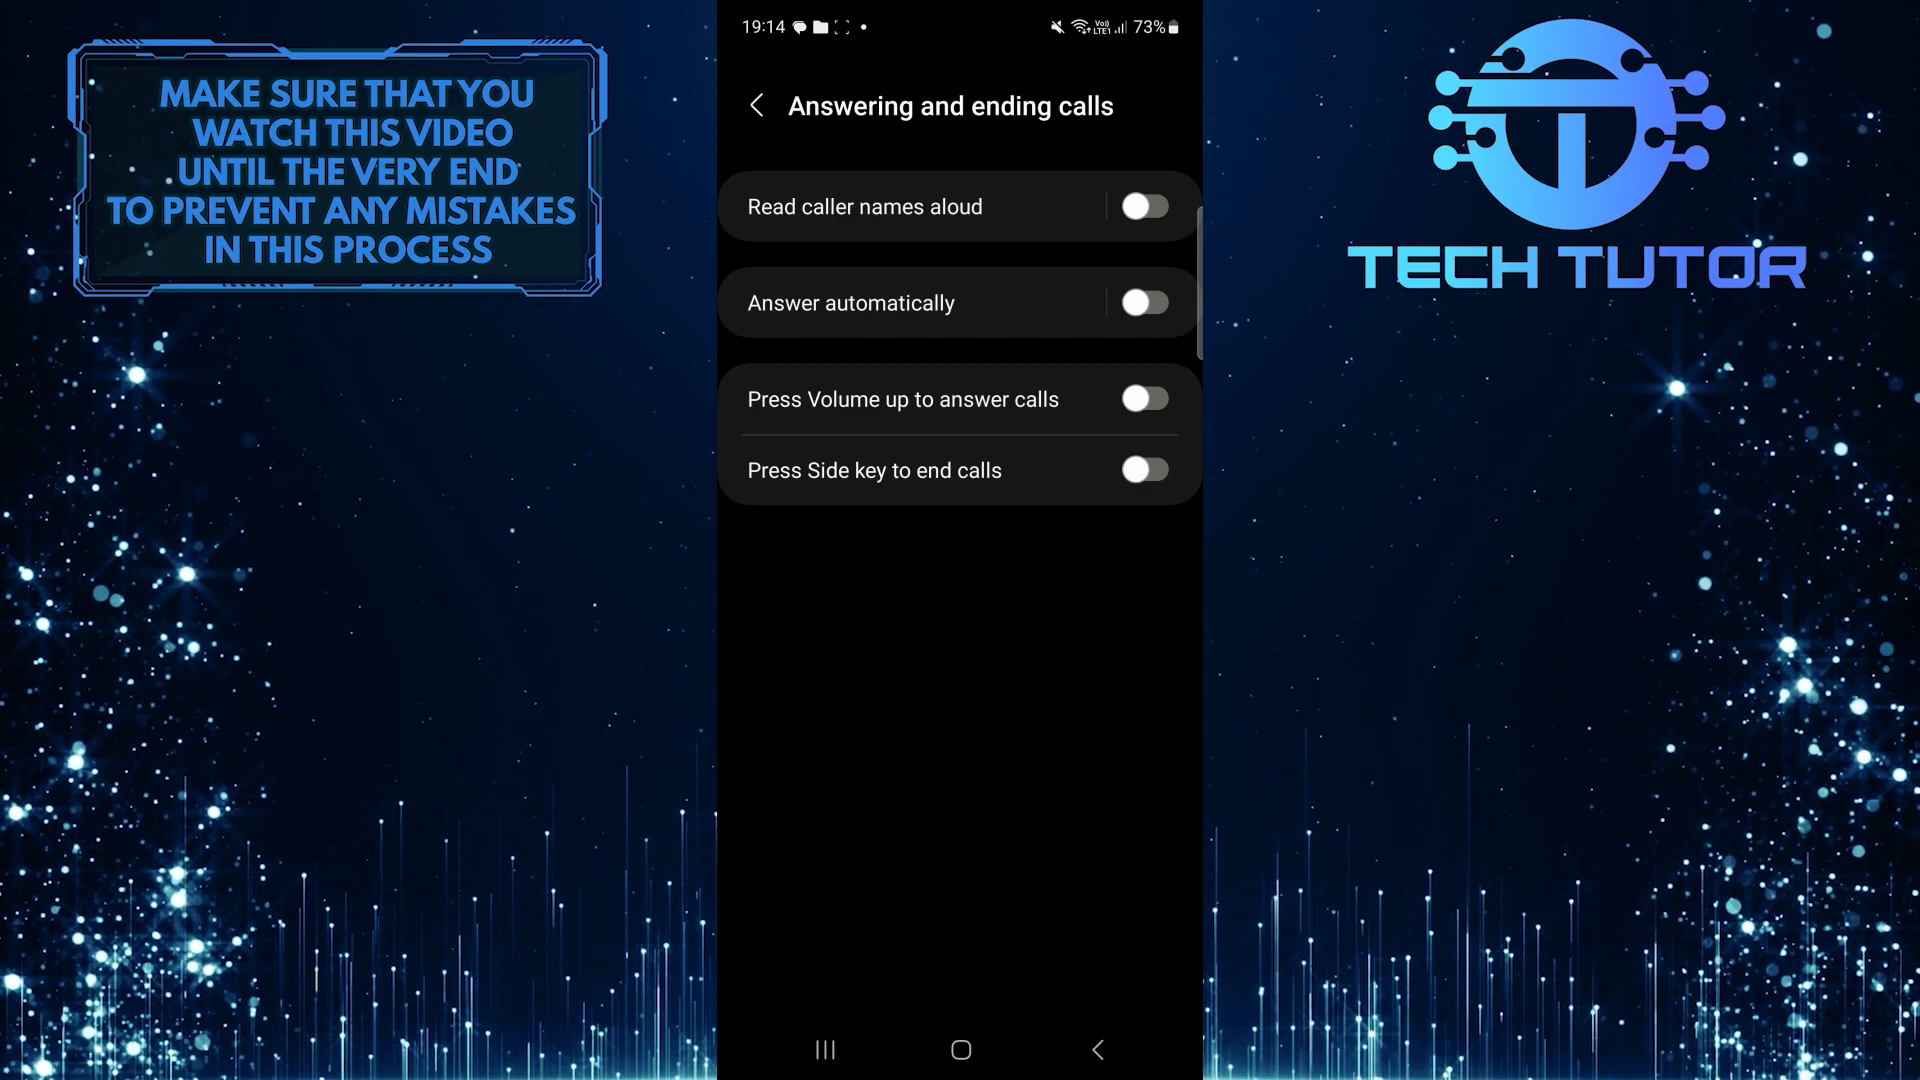 MAKE SURE THAT YOU
WATCH THIS VIDEO
UNTIL THE VERY END
TO PREVENT ANY MISTAKES
IN THIS PROCESS
19:14
Vo)) LTE1 73%
Answering and ending calls
Read caller names aloud
Answer automatically
Press Volume up to answer calls
Press Side key to end calls
TECH TUTOR